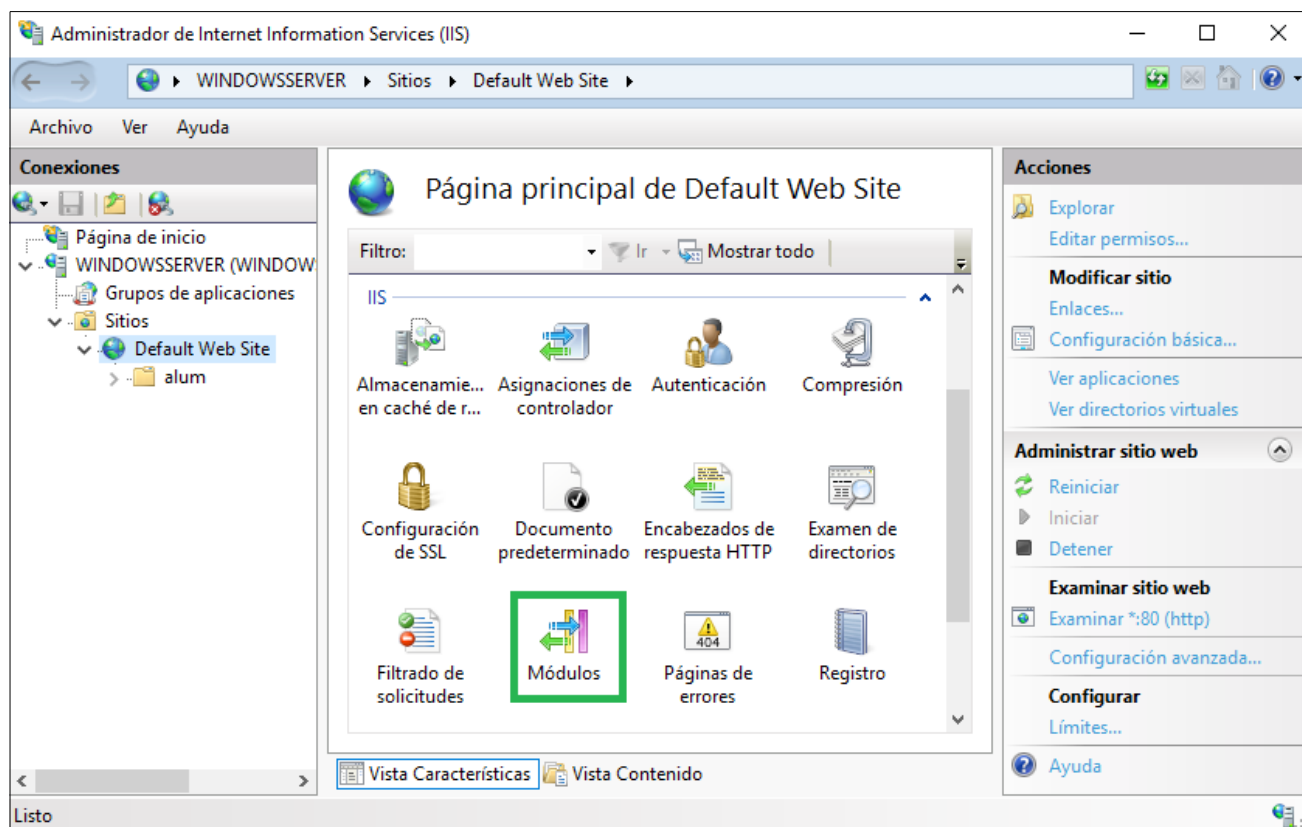 Administrador de Internet Information Services (IIS)
WINDOWSSERVER Sitios Default Web Site
Archivo Ver Ayuda
Conexiones
Página de inicio
WINDOWSSERVER (WINDOW
Grupos de aplicaciones
Sitios
Default Web Site
alum
Página principal de Default Web Site
Filtro: Ir Mostrar todo
IIS
Almacenamie... Asignaciones de Autenticación Compresión
en caché de r... controlador
Configuración Documento Encabezados de Examen de
de SSL predeterminado respuesta HTTP directorios
404
Filtrado de Módulos Páginas de Registro
solicitudes errores
Vista Características Vista Contenido
Acciones
Explorar
Editar permisos...
Modificar sitio
Enlaces...
Configuración básica...
Ver aplicaciones
Ver directorios virtuales
Administrar sitio web
Reiniciar
Iniciar
Detener
Examinar sitio web
Examinar *:80 (http)
Configuración avanzada...
Configurar
Límites...
Ayuda
Listo